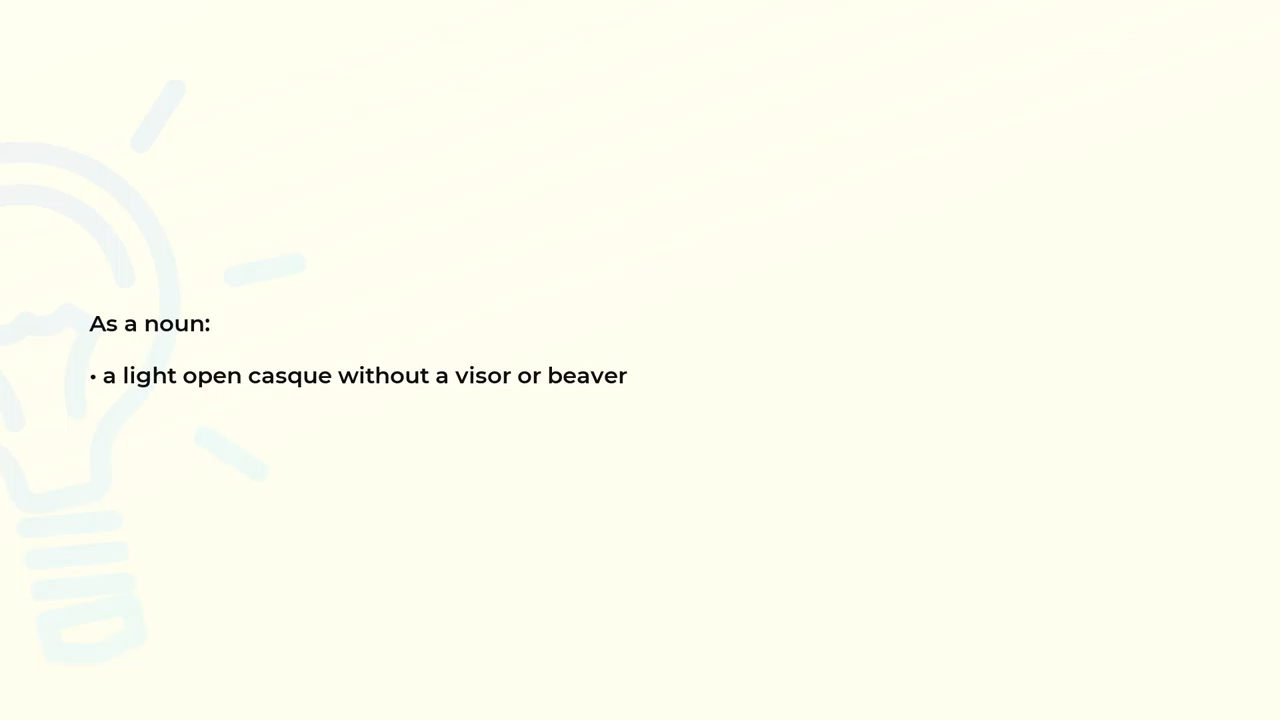 As a noun:
• a light open casque without a visor or beaver